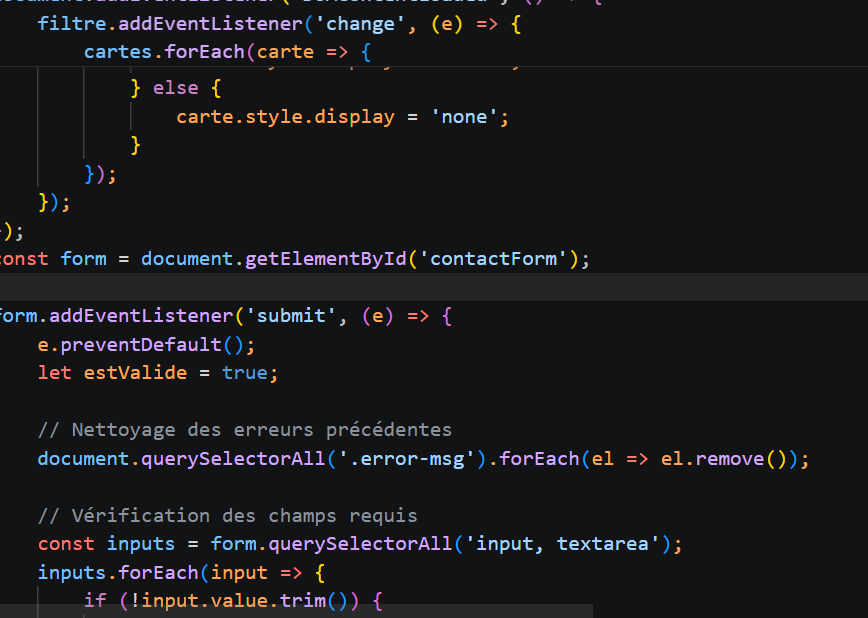 filtre.addEventListener('change', (e) => {
cartes.forEach(carte => {
} else {
carte.style.display = 'none';
}
});
});
);
const form = document.getElementById('contactForm');
form.addEventListener('submit', (e) => {
e.preventDefault();
let estValide = true;
// Nettoyage des erreurs précédentes
document.querySelectorAll('.error-msg').forEach(el => el.remove());
// Vérification des champs requis
const inputs = form.querySelectorAll('input, textarea');
inputs.forEach(input => {
if (!input.value.trim()) {